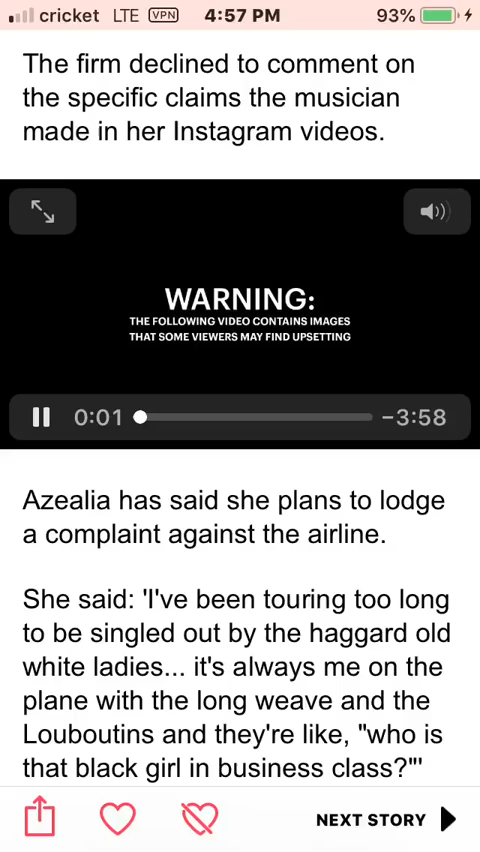 cricket LTE VPN 4:57 PM 93%
The firm declined to comment on
the specific claims the musician
made in her Instagram videos.
WARNING:
THE FOLLOWING VIDEO CONTAINS IMAGES
THAT SOME VIEWERS MAY FIND UPSETTING
0:01 −3:58
Azealia has said she plans to lodge
a complaint against the airline.
She said: 'I've been touring too long
to be singled out by the haggard old
white ladies... it's always me on the
plane with the long weave and the
Louboutins and they're like, "who is
that black girl in business class?"'
NEXT STORY